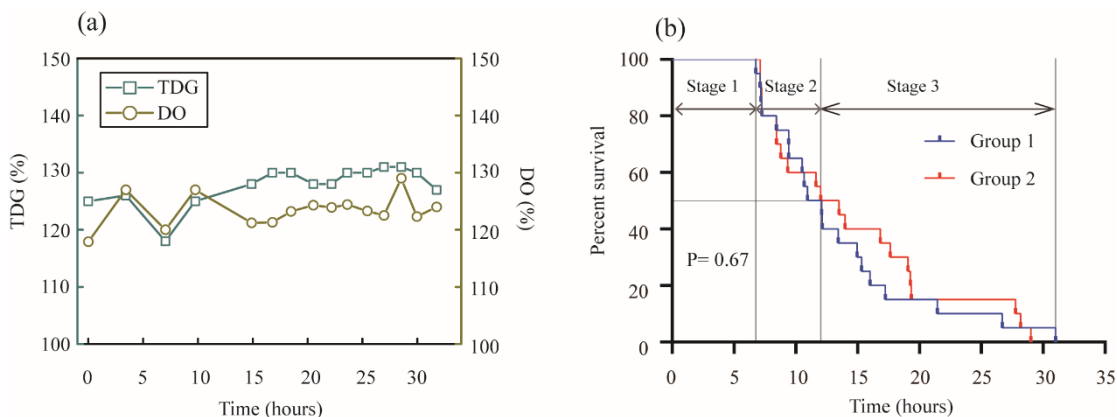 (a)
150
140
130
120
110
100
TDG (%)
TDG
DO
150
140
130
120
110
100
DO (%)
0 5 10 15 20 25 30
Time (hours)
(b)
100
80
60
40
20
0
Percent survival
Stage 1 Stage 2 Stage 3
Group 1
Group 2
P= 0.67
0 5 10 15 20 25 30 35
Time (hours)